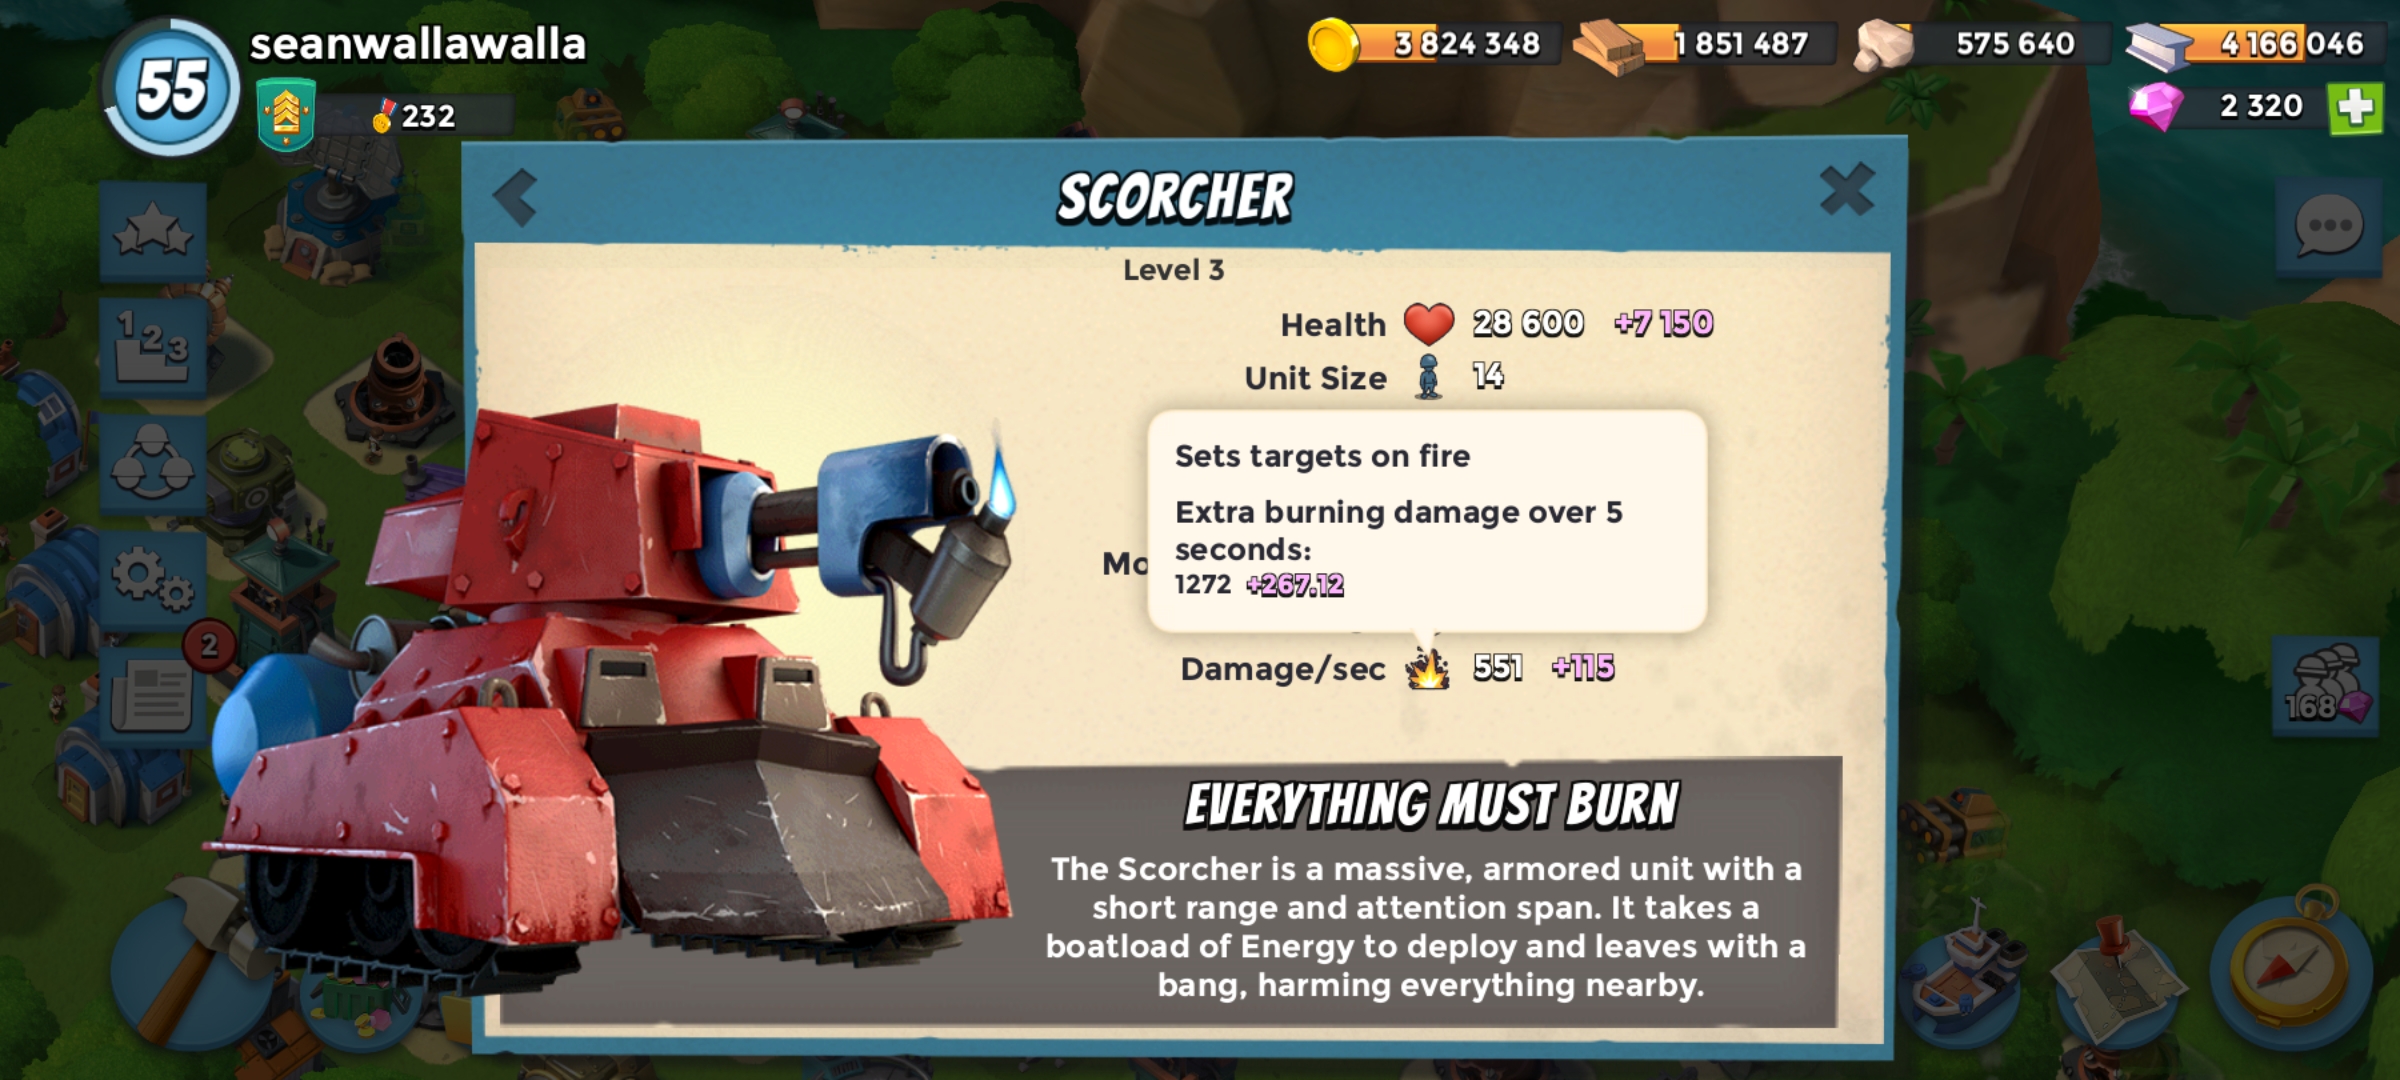 55
seanwallawalla
232
3 824 348
1 851 487
575 640
4 166 046
2 320
SCORCHER
Level 3
Health 28 600 +7 150
Unit Size 14
Sets targets on fire
Extra burning damage over 5
seconds:
1272 +267.12
Mo
Damage/sec 551 +115
EVERYTHING MUST BURN
The Scorcher is a massive, armored unit with a
short range and attention span. It takes a
boatload of Energy to deploy and leaves with a
bang, harming everything nearby.
1 2 3
2
168